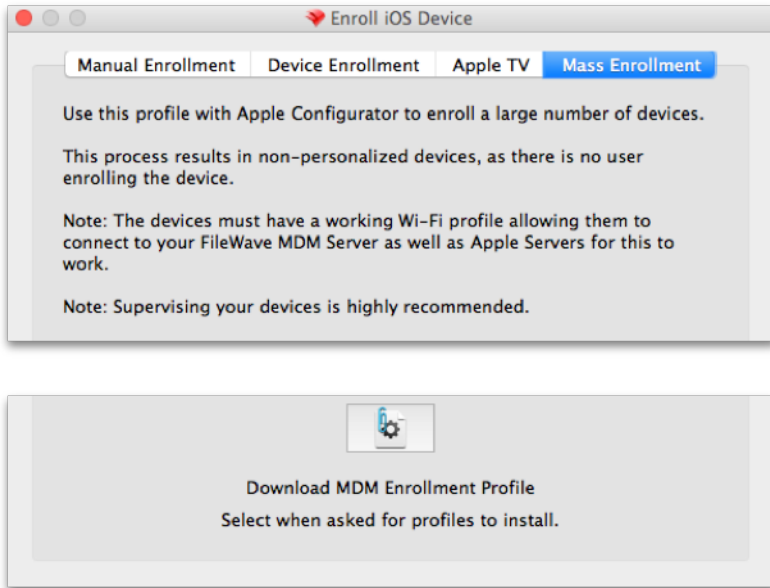 Enroll iOS Device
Manual Enrollment Device Enrollment Apple TV Mass Enrollment
Use this profile with Apple Configurator to enroll a large number of devices.
This process results in non-personalized devices, as there is no user
enrolling the device.
Note: The devices must have a working Wi-Fi profile allowing them to
connect to your FileWave MDM Server as well as Apple Servers for this to
work.
Note: Supervising your devices is highly recommended.
Download MDM Enrollment Profile
Select when asked for profiles to install.